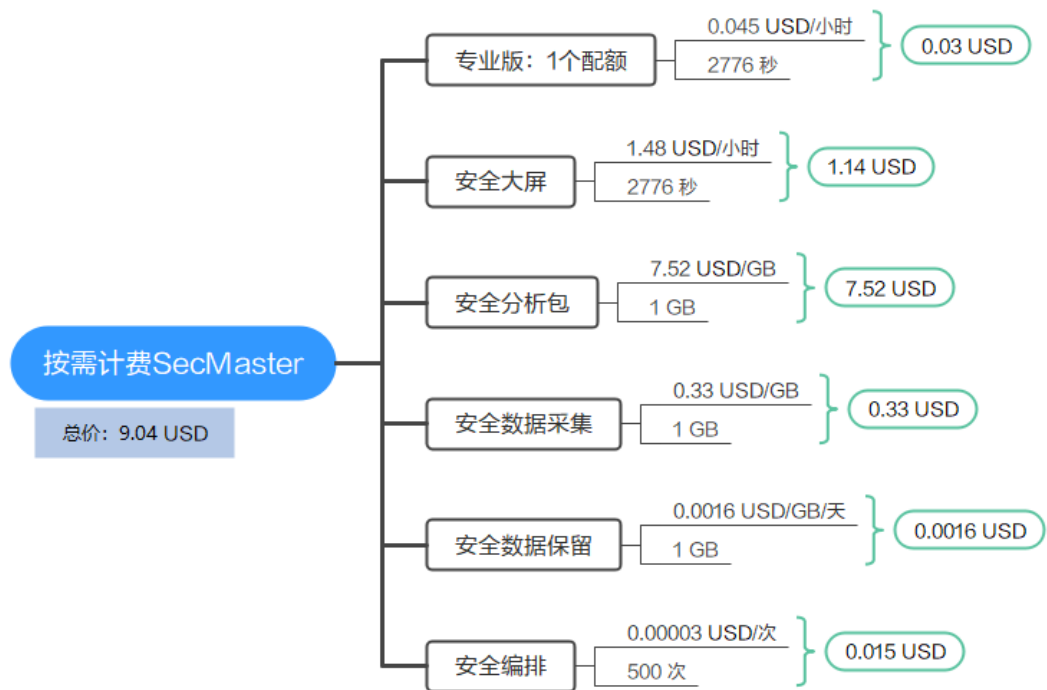 按需计费SecMaster
总价：9.04 USD
专业版：1个配额
0.045 USD/小时
2776 秒
0.03 USD
安全大屏
1.48 USD/小时
2776 秒
1.14 USD
安全分析包
7.52 USD/GB
1 GB
7.52 USD
安全数据采集
0.33 USD/GB
1 GB
0.33 USD
安全数据保留
0.0016 USD/GB/天
1 GB
0.0016 USD
安全编排
0.00003 USD/次
500 次
0.015 USD